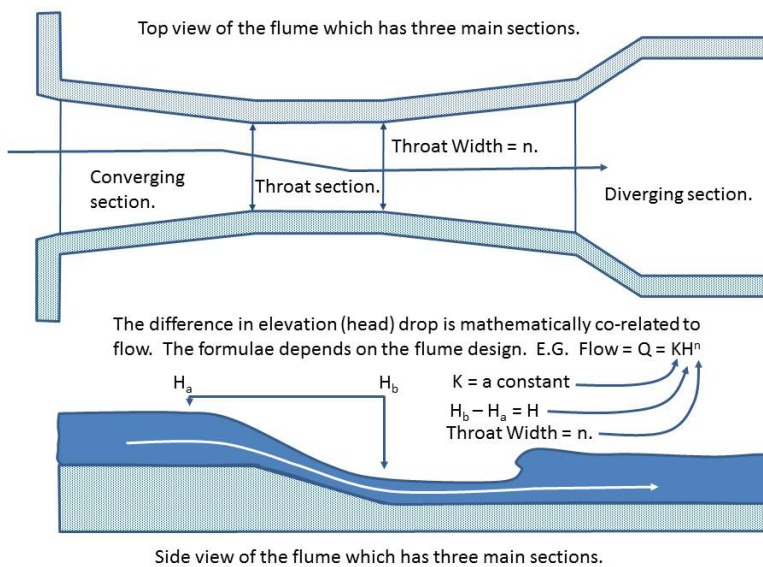 Top view of the flume which has three main sections.
Throat Width = n.
Converging
section.
Throat section.
Diverging section.
The difference in elevation (head) drop is mathematically co-related to
flow. The formulae depends on the flume design. E.G. Flow = Q = KHⁿ
Hₐ
H_b
K = a constant
H_b – Hₐ = H
Throat Width = n.
Side view of the flume which has three main sections.